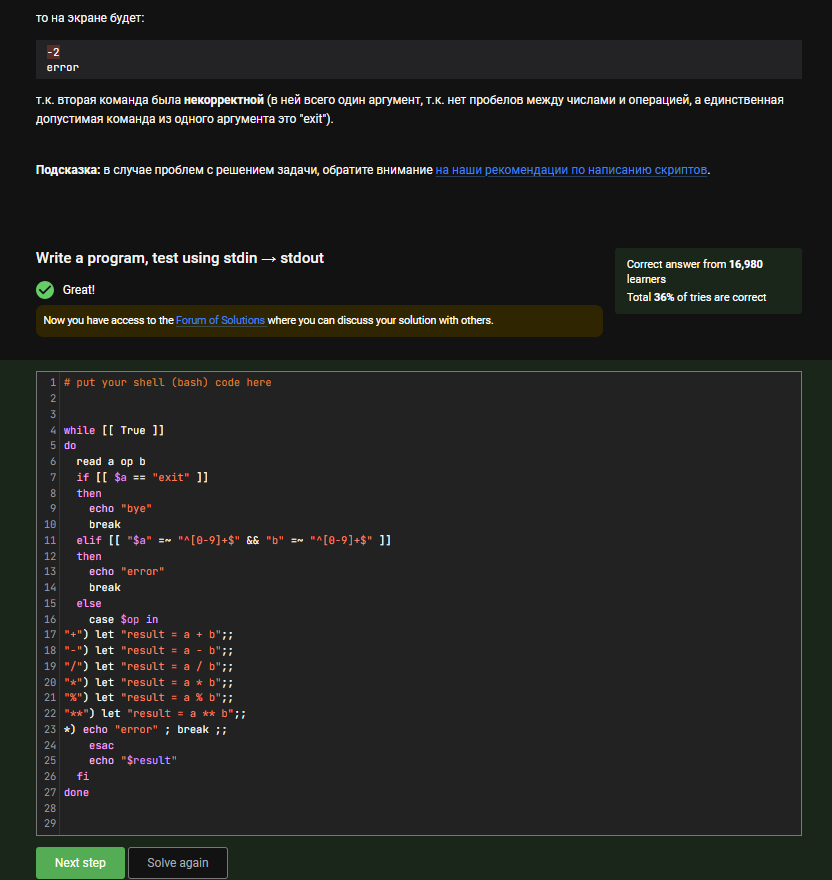 то на экране будет:
-2
error
т.к. вторая команда была некорректной (в ней всего один аргумент, т.к. нет пробелов между числами и операцией, а единственная
допустимая команда из одного аргумента это "exit").
Подсказка: в случае проблем с решением задачи, обратите внимание на наши рекомендации по написанию скриптов.
Write a program, test using stdin → stdout
Correct answer from 16,980
learners
Total 36% of tries are correct
Great!
Now you have access to the Forum of Solutions where you can discuss your solution with others.
1 # put your shell (bash) code here
2
3
4 while [[ True ]]
5 do
6   read a op b
7   if [[ $a == "exit" ]]
8   then
9     echo "bye"
10     break
11   elif [[ "$a" =~ "^[0-9]+$" && "b" =~ "^[0-9]+$" ]]
12   then
13     echo "error"
14     break
15   else
16     case $op in
17 "+") let "result = a + b";;
18 "-") let "result = a - b";;
19 "/") let "result = a / b";;
20 "*") let "result = a * b";;
21 "%") let "result = a % b";;
22 "**") let "result = a ** b";;
23 *) echo "error" ; break ;;
24     esac
25     echo "$result"
26   fi
27 done
28
29
Next step
Solve again